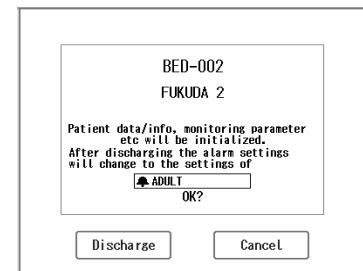 BED-002
FUKUDA 2
Patient data/info, monitoring parameter
etc will be initialized.
After discharging the alarm settings
will change to the settings of
ADULT
OK?
Discharge
Cancel